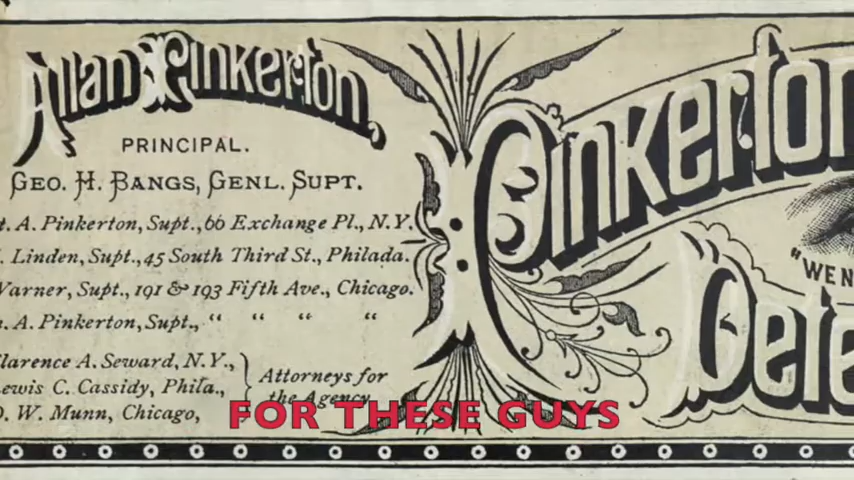 Allan Pinkerton,
PRINCIPAL.
GEO. H. BANGS, GENL. SUPT.
A. Pinkerton, Supt., 66 Exchange Pl., N.Y.
Linden, Supt., 45 South Third St., Philada.
Warner, Supt., 191 & 193 Fifth Ave., Chicago.
A. Pinkerton, Supt., “ “ “ “
Clarence A. Seward, N.Y.,
Lewis C. Cassidy, Phila.,
D. W. Munn, Chicago,
Attorneys for
the Agency
Pinkerton
"WE N
Dete
FOR THESE GUYS